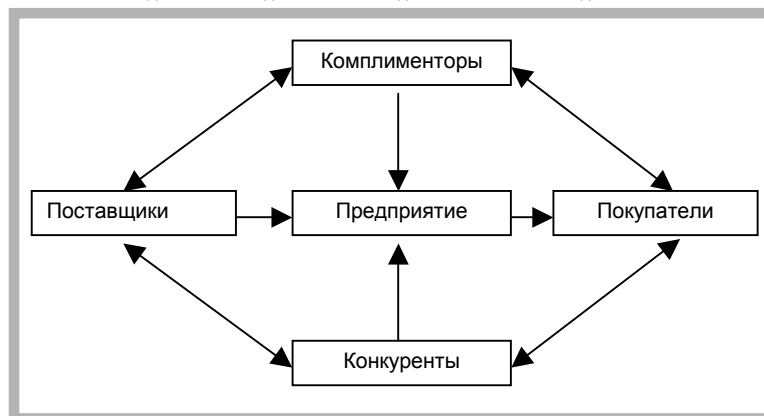 Комплименторы
Поставщики
Предприятие
Покупатели
Конкуренты